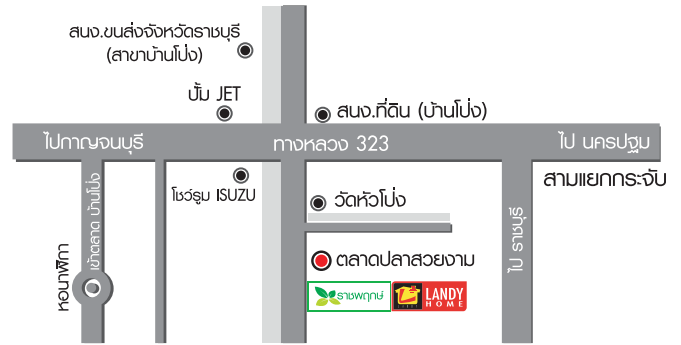 สนง.ขนส่งจังหวัดราชบุรี
(สาขาบ้านโป่ง)
ปั้ม JET
สนง.ที่ดิน (บ้านโป่ง)
ไปกาญจนบุรี
ทางหลวง 323
ไป นครปฐม
สามแยกกระจับ
โชว์รูม ISUZU
วัดหัวโป่ง
เข้าตลาด บ้านโป่ง
หอนาฬิกา
ไป ราชบุรี
ตลาดปลาสวยงาม
ราชพฤกษ์
LANDY
HOME